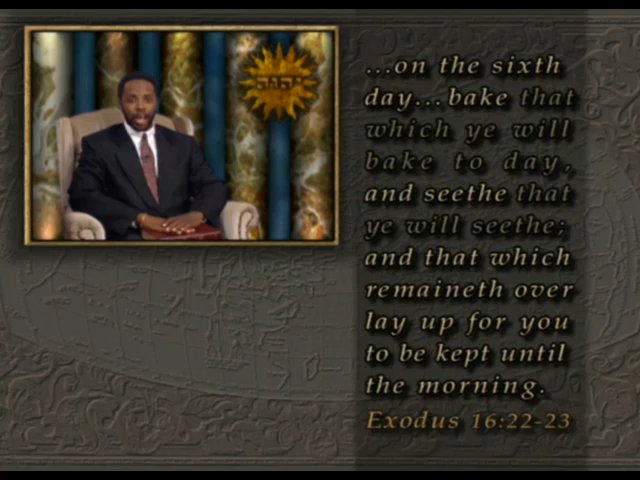 יהוה
...on the sixth
day...bake that
which ye will
bake to day,
and seethe that
ye will seethe;
and that which
remaineth over
lay up for you
to be kept until
the morning.
Exodus 16:22-23